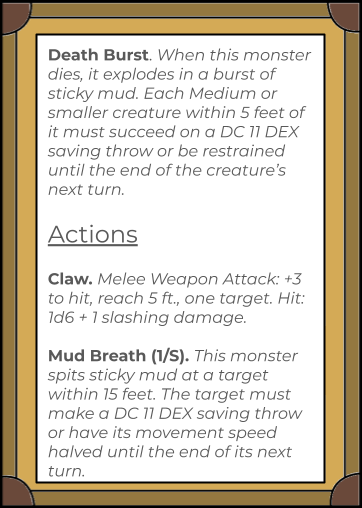 Death Burst. When this monster
dies, it explodes in a burst of
sticky mud. Each Medium or
smaller creature within 5 feet of
it must succeed on a DC 11 DEX
saving throw or be restrained
until the end of the creature's
next turn.
Actions
Claw. Melee Weapon Attack: +3
to hit, reach 5 ft., one target. Hit:
1d6 + 1 slashing damage.
Mud Breath (1/S). This monster
spits sticky mud at a target
within 15 feet. The target must
make a DC 11 DEX saving throw
or have its movement speed
halved until the end of its next
turn.